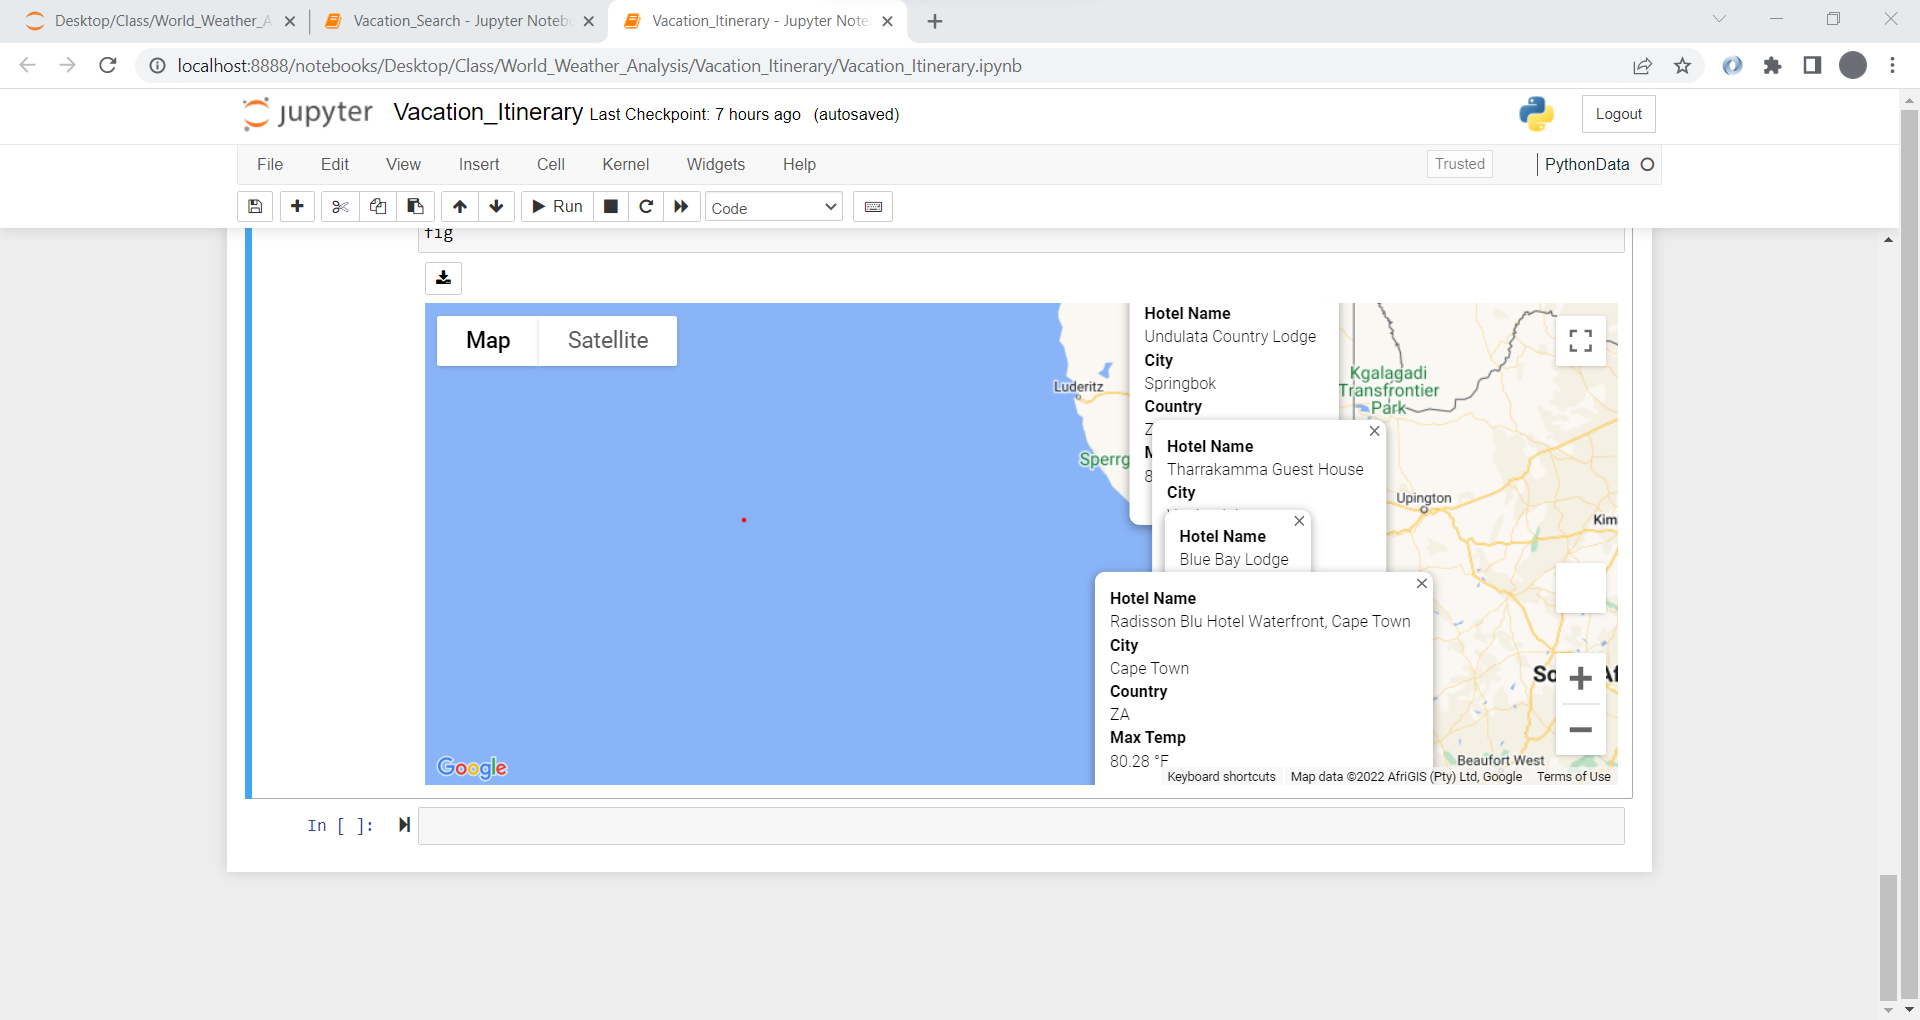 Desktop/Class/World_Weather_A
Vacation_Search - Jupyter Noteb
Vacation_Itinerary - Jupyter Note
localhost:8888/notebooks/Desktop/Class/World_Weather_Analysis/Vacation_Itinerary/Vacation_Itinerary.ipynb
jupyter Vacation_Itinerary Last Checkpoint: 7 hours ago (autosaved)
Logout
File Edit View Insert Cell Kernel Widgets Help
Trusted
PythonData
Run
Code
fig
Map Satellite
Hotel Name
Undulata Country Lodge
City
Springbok
Country
Z
M
8
Luderitz
Kgalagadi
Transfrontier
Park
Sperrg
Hotel Name
Tharrakamma Guest House
City
Upington
Kim
Hotel Name
Blue Bay Lodge
Hotel Name
Radisson Blu Hotel Waterfront, Cape Town
City
Cape Town
Country
ZA
Max Temp
80.28 °F
So Af
Beaufort West
Google
Keyboard shortcuts Map data ©2022 AfriGIS (Pty) Ltd, Google Terms of Use
In [ ]: